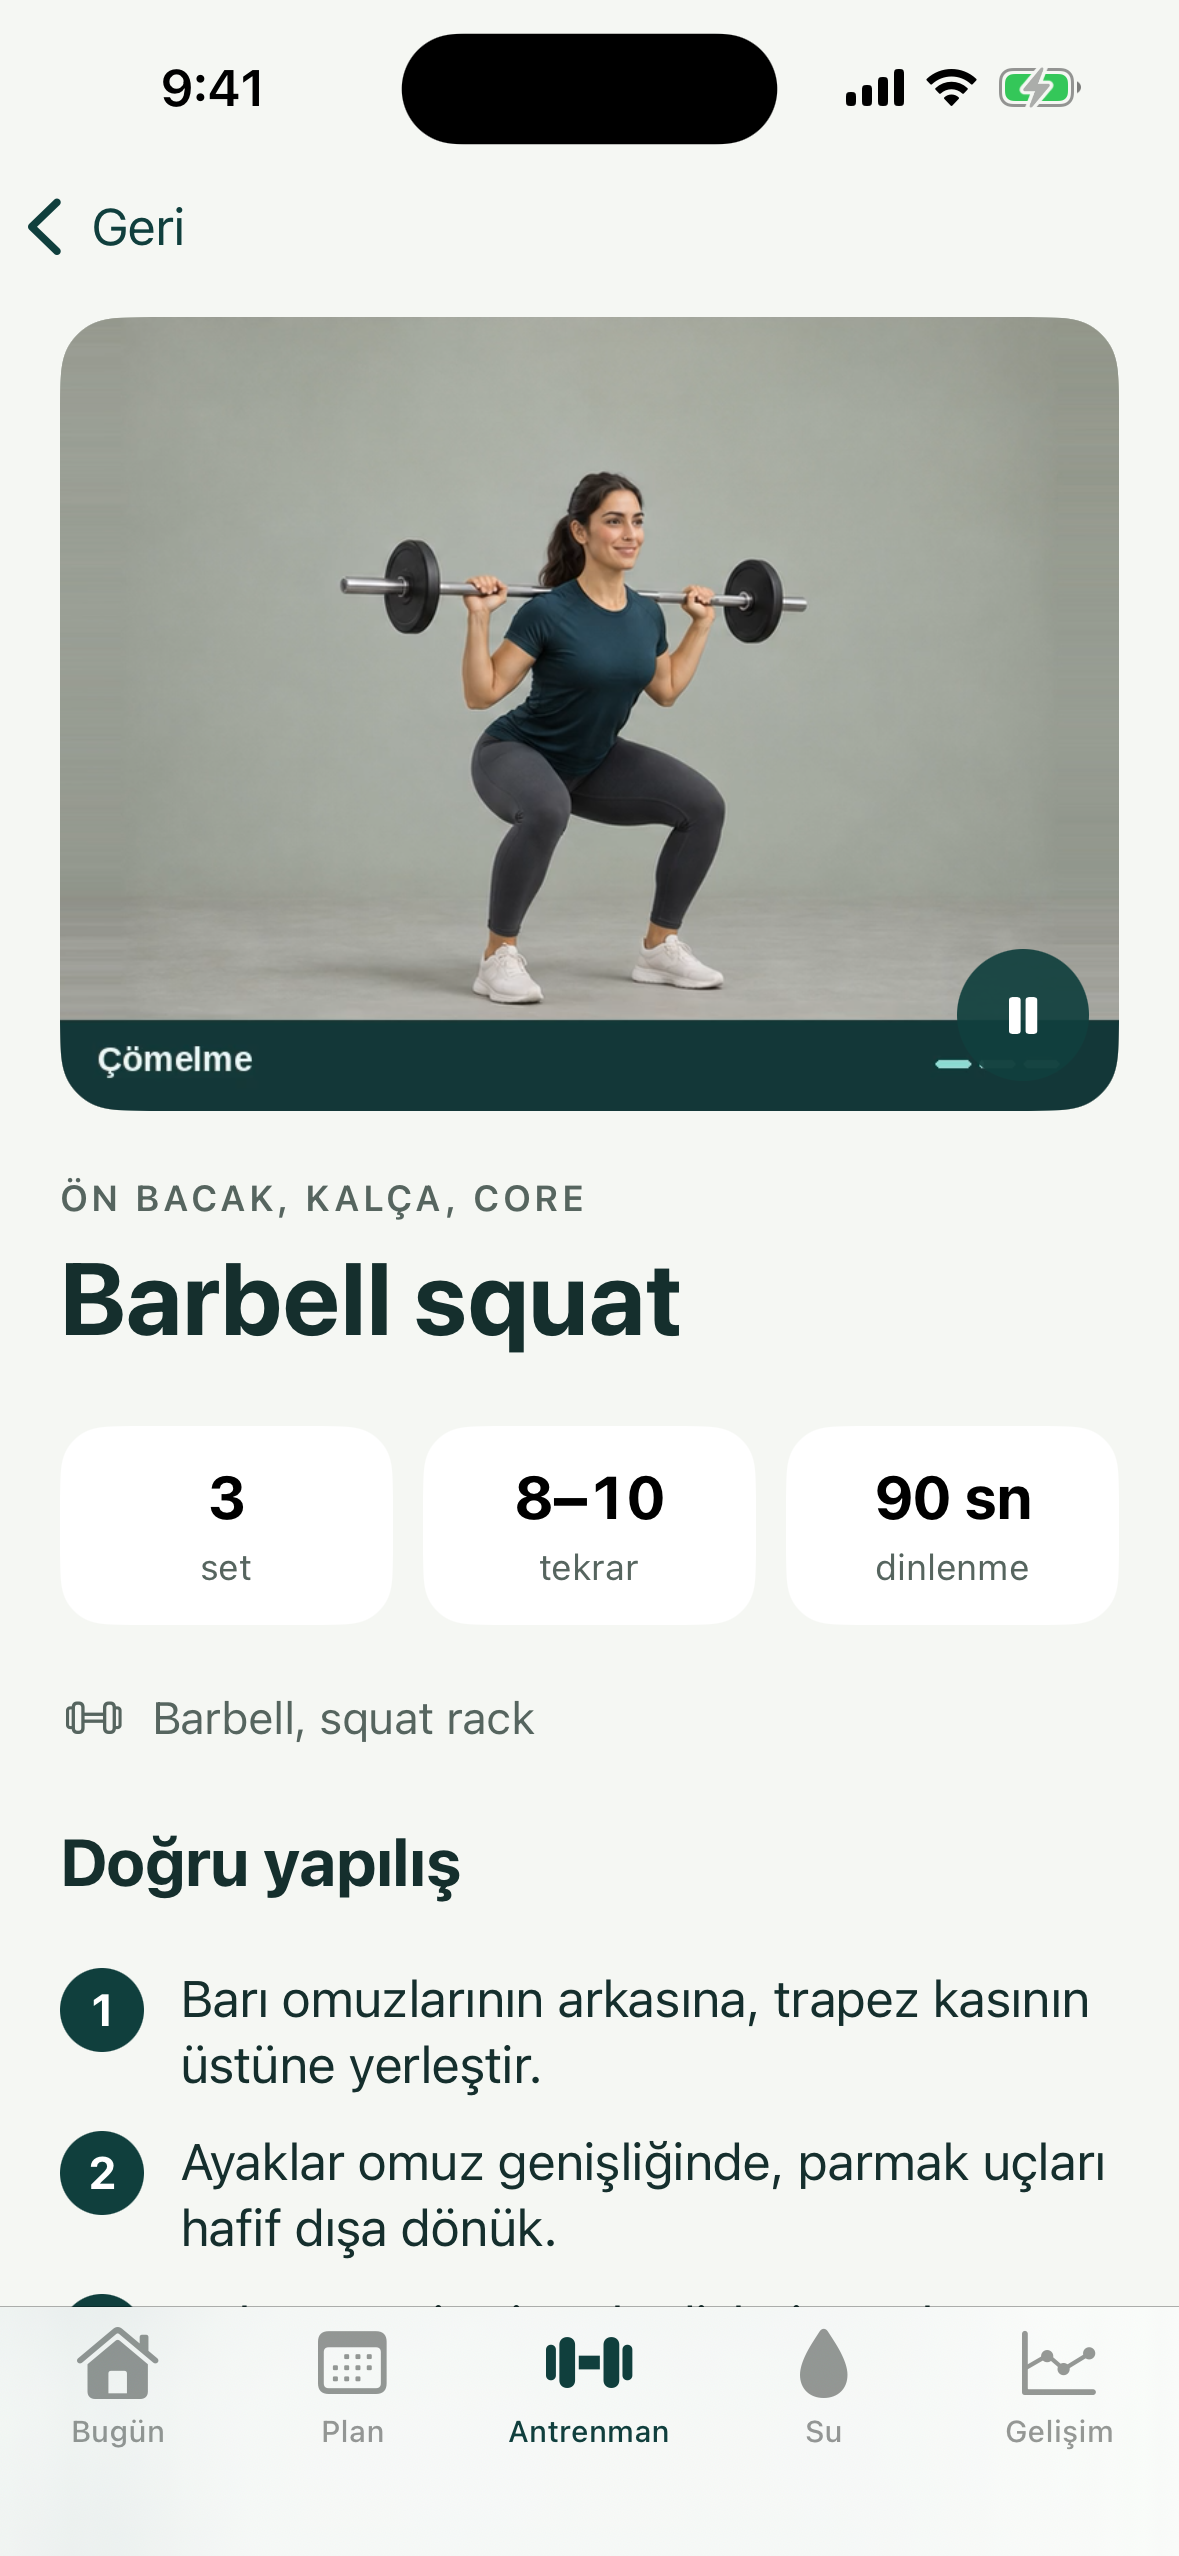 9:41
Geri
Çömelme
ÖN BACAK, KALÇA, CORE
Barbell squat
3
set
8–10
tekrar
90 sn
dinlenme
Barbell, squat rack
Doğru yapılış
1
Barı omuzlarının arkasına, trapez kasının
üstüne yerleştir.
2
Ayaklar omuz genişliğinde, parmak uçları
hafif dışa dönük.
Bugün
Plan
Antrenman
Su
Gelişim